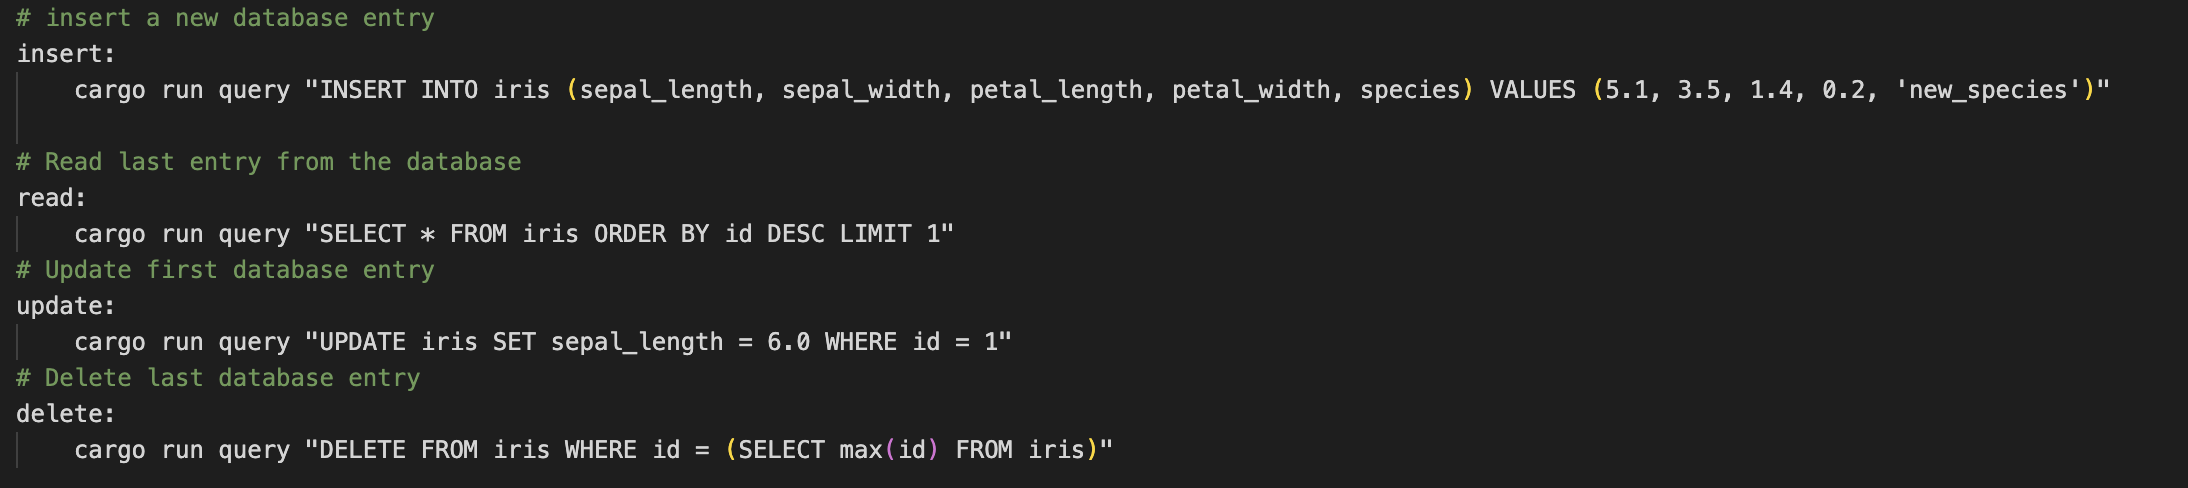 # insert a new database entry
insert:
    cargo run query "INSERT INTO iris (sepal_length, sepal_width, petal_length, petal_width, species) VALUES (5.1, 3.5, 1.4, 0.2, 'new_species')"
# Read last entry from the database
read:
    cargo run query "SELECT * FROM iris ORDER BY id DESC LIMIT 1"
# Update first database entry
update:
    cargo run query "UPDATE iris SET sepal_length = 6.0 WHERE id = 1"
# Delete last database entry
delete:
    cargo run query "DELETE FROM iris WHERE id = (SELECT max(id) FROM iris)"